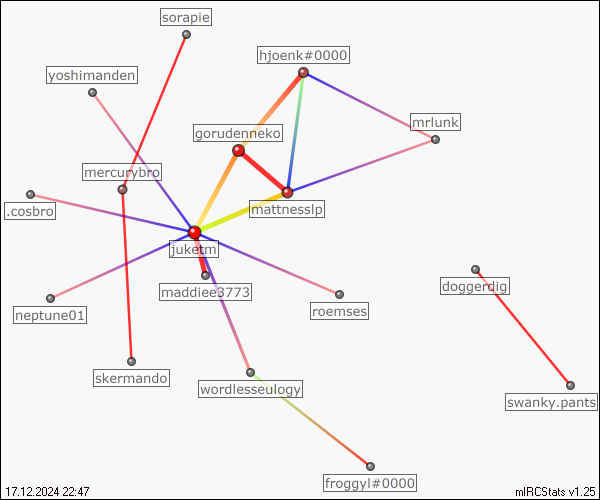 sorapie
hjoenk#0000
yoshimanden
mrlunk
gorudenneko
mercurybro
.cosbro
mattnesslp
juketm
doggerdig
maddiee3773
roemses
neptune01
skermando
wordlesseulogy
swanky.pants
froggyl#0000
17.12.2024 22:47
mIRCStats v1.25